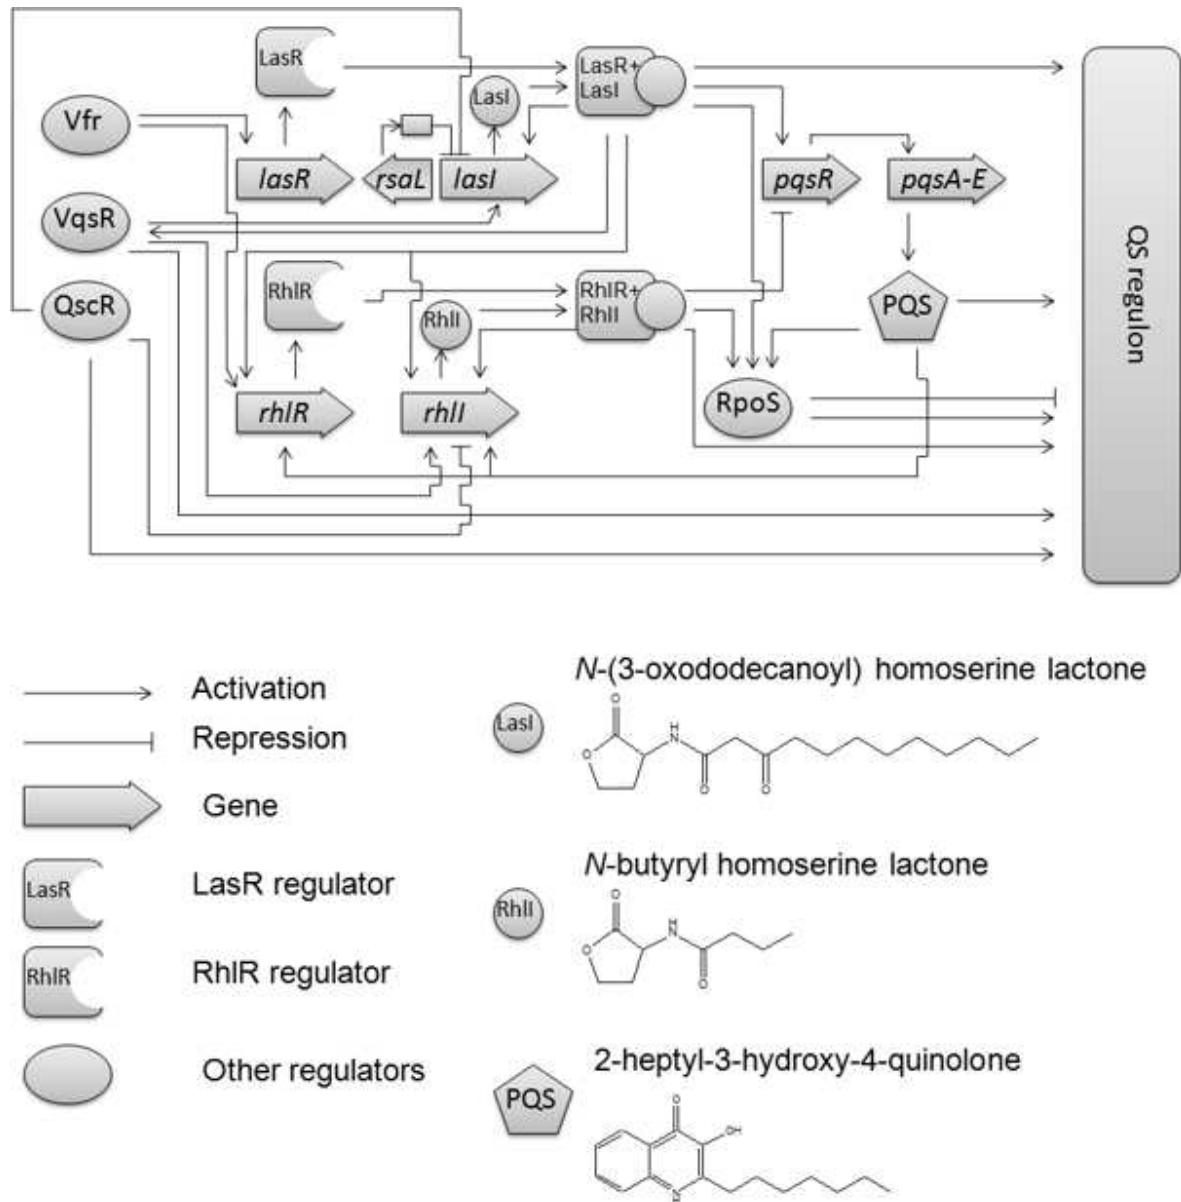 LasR
LasR+
LasI
LasI
Vfr
lasR
rsaL
lasI
pqsR
pqsA-E
VqsR
QscR
RhlR
RhlR+
RhlI
RhlI
PQS
QS regulon
rhlR
rhlI
RpoS
N-(3-oxododecanoyl) homoserine lactone
Activation
LasI
O
H
N
O
O
O
Repression
Gene
N-butyryl homoserine lactone
LasR
LasR regulator
RhlI
O
H
N
O
O
RhlR
RhlR regulator
2-heptyl-3-hydroxy-4-quinolone
Other regulators
PQS
O
OH
N